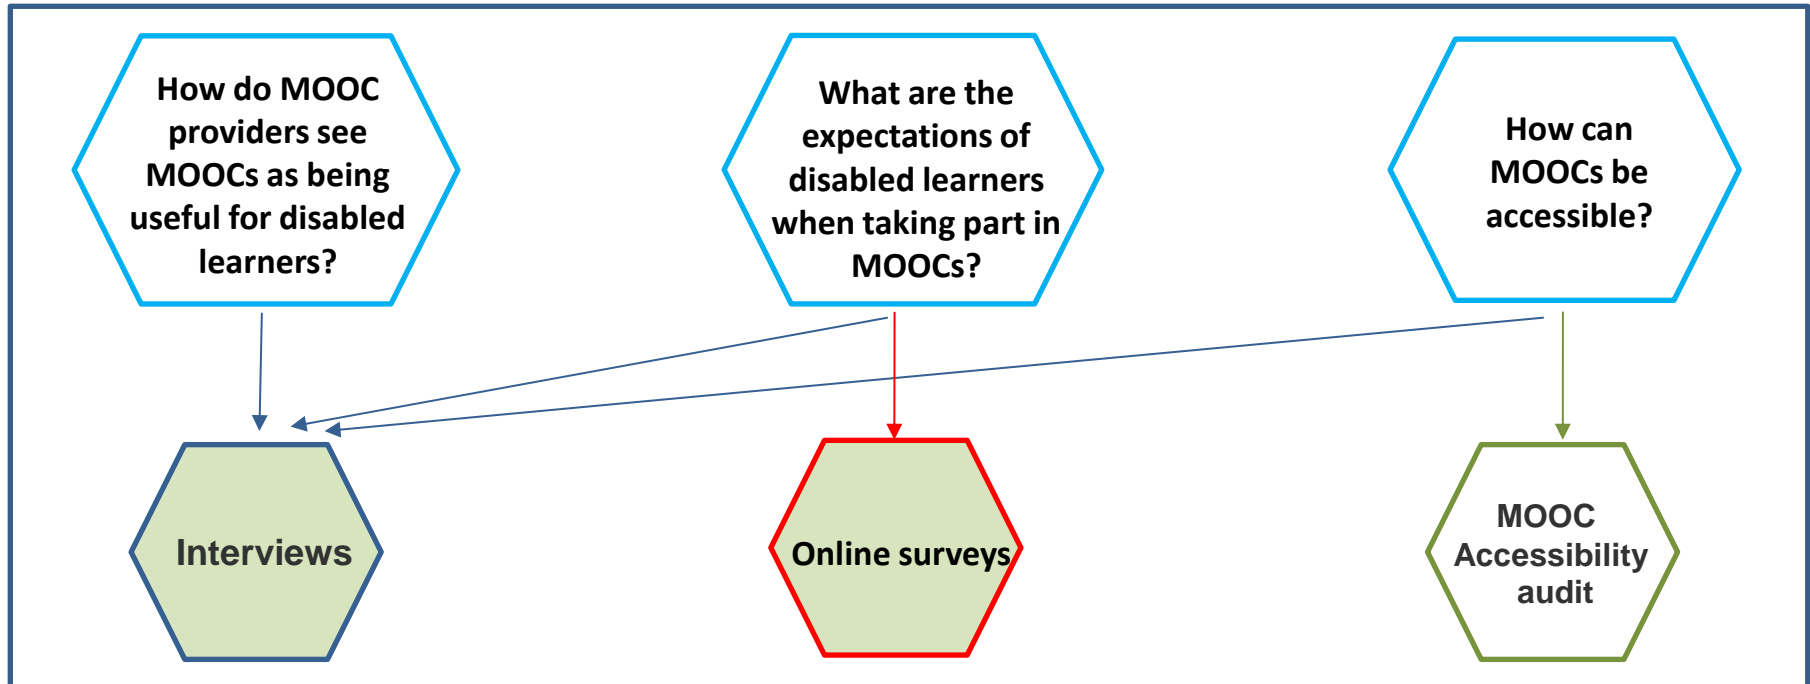 How do MOOC
providers see
MOOCs as being
useful for disabled
learners?
What are the
expectations of
disabled learners
when taking part in
MOOCs?
How can
MOOCs be
accessible?
Interviews
Online surveys
MOOC
Accessibility
audit